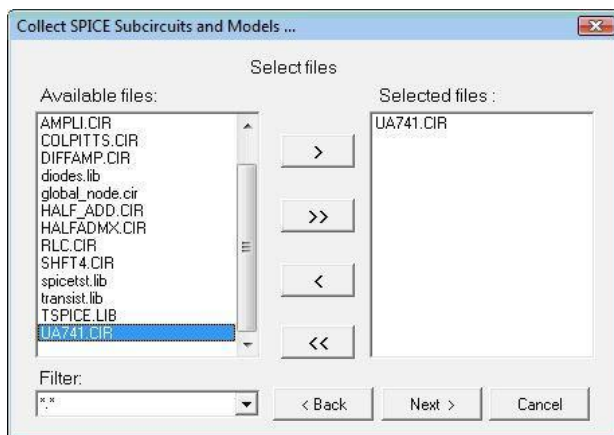 Collect SPICE Subcircuits and Models ...
Select files
Available files:
Selected files :
AMPLI.CIR
COLPITTS.CIR
DIFFAMP.CIR
diodes.lib
global_node.cir
HALF_ADD.CIR
HALFADMX.CIR
RLC.CIR
SHFT4.CIR
spicetst.lib
transist.lib
TSPICE.LIB
UA741.CIR
>
>>
<
<<
UA741.CIR
Filter:
*.*
< Back
Next >
Cancel